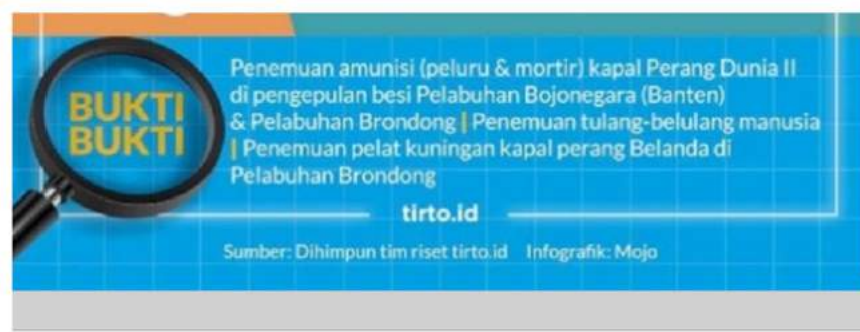 BUKTI
BUKTI
Penemuan amunisi (peluru & mortir) kapal Perang Dunia II
di pengepulan besi Pelabuhan Bojonegara (Banten)
& Pelabuhan Brondong | Penemuan tulang-belulang manusia
| Penemuan pelat kuningan kapal perang Belanda di
Pelabuhan Brondong
tirto.id
Sumber: Dihimpun tim riset tirto.id Infografik: Mojo